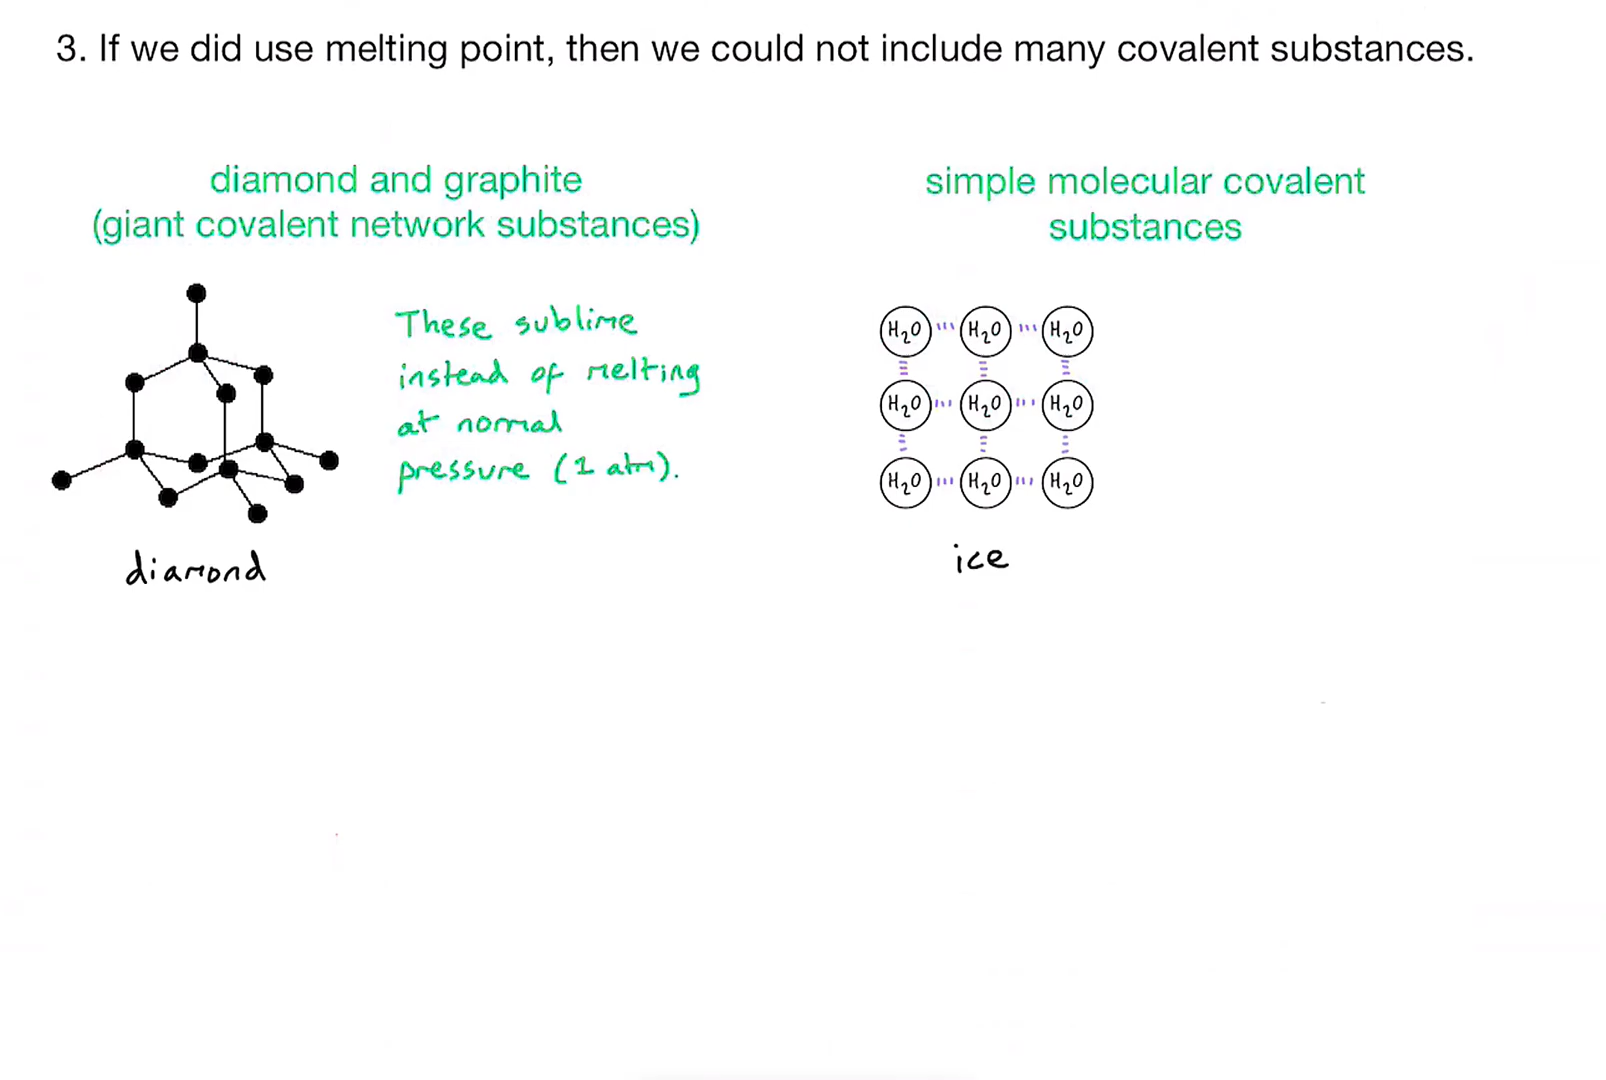 3. If we did use melting point, then we could not include many covalent substances.
diamond and graphite
(giant covalent network substances)
These sublime
instead of melting
at normal
pressure (1 atm).
diamond
simple molecular covalent
substances
H₂O H₂O H₂O
H₂O H₂O H₂O
H₂O H₂O H₂O
ice